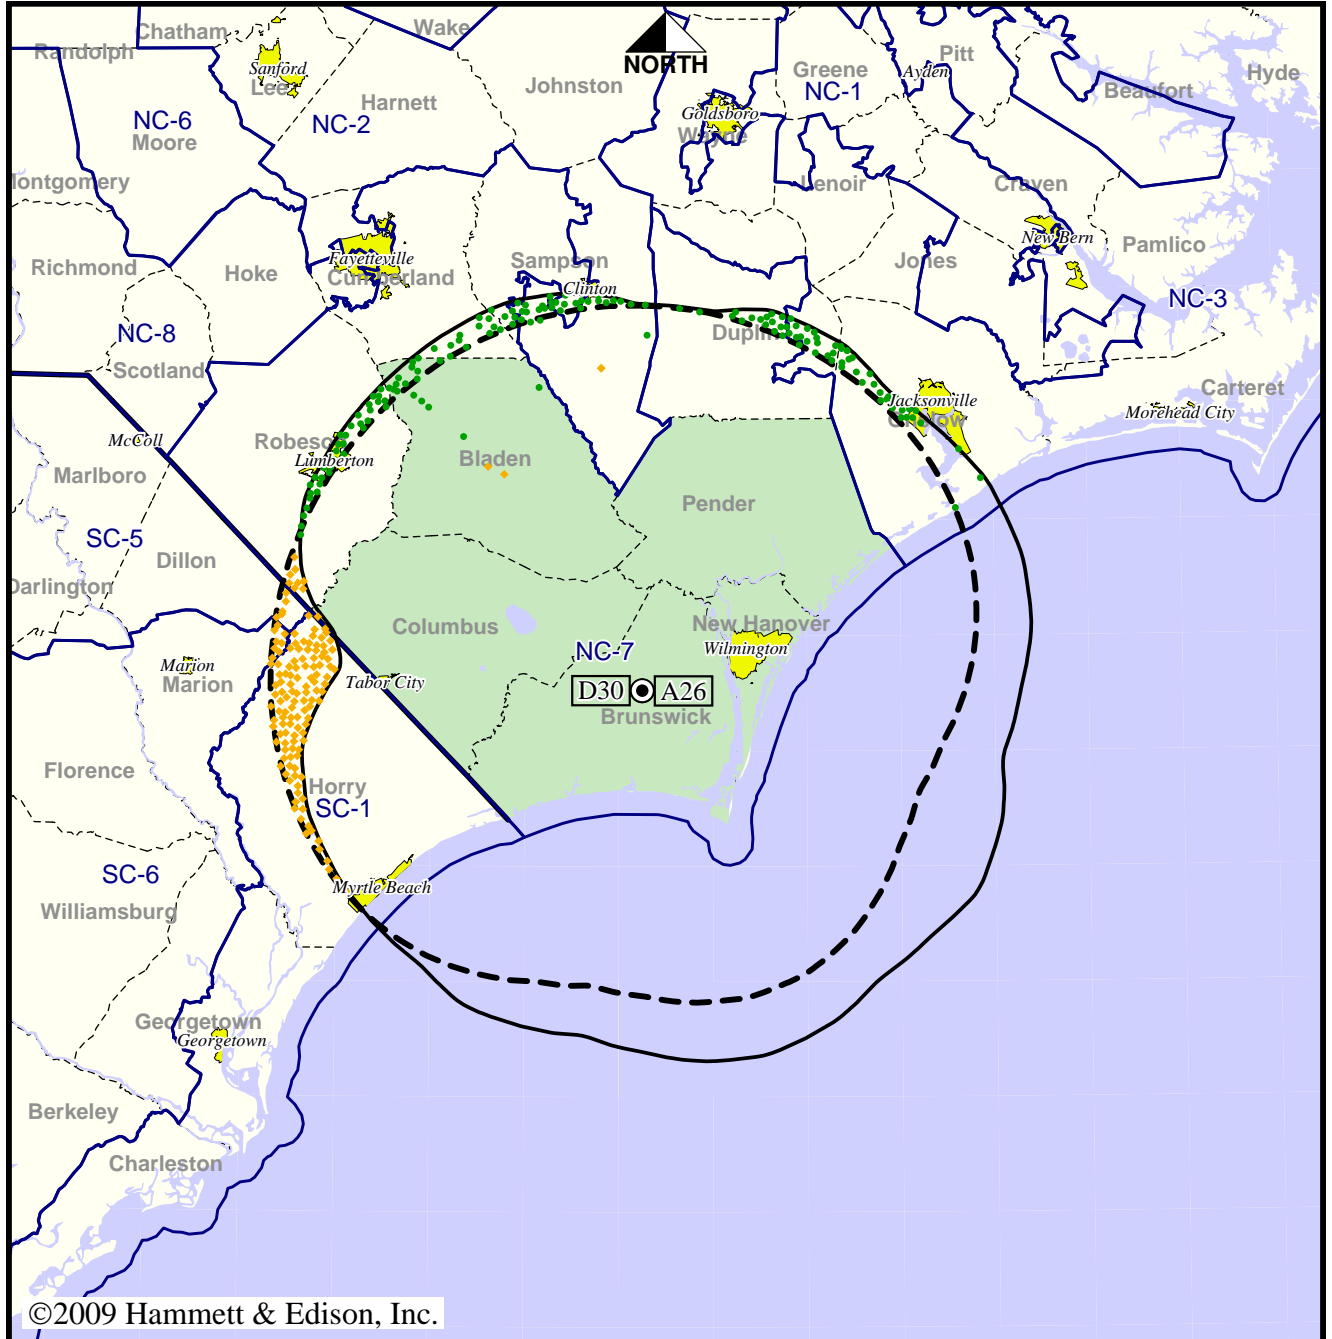 Chatham
Wake
Randolph
NORTH
Pitt
Sanford
Lee
Johnston
Greene
Ayden
Hyde
Harnett
NC-1
Beaufort
NC-6
NC-2
Goldsboro
Moore
Wayne
ontgomery
Lenoir
Craven
New Bern
Pamlico
Richmond
Hoke
Fayetteville
Cumberland
Sampson
Jones
Clinton
NC-3
NC-8
Duplin
Scotland
Carteret
Jacksonville
Morehead City
Onslow
McColl
Robeson
Lumberton
Bladen
Marlboro
Pender
SC-5
Dillon
Darlington
Columbus
New Hanover
NC-7
Wilmington
Marion
Marion
Tabor City
D30
A26
Brunswick
Florence
Horry
SC-1
SC-6
Myrtle Beach
Williamsburg
Georgetown
Georgetown
Berkeley
Charleston
©2009 Hammett & Edison, Inc.